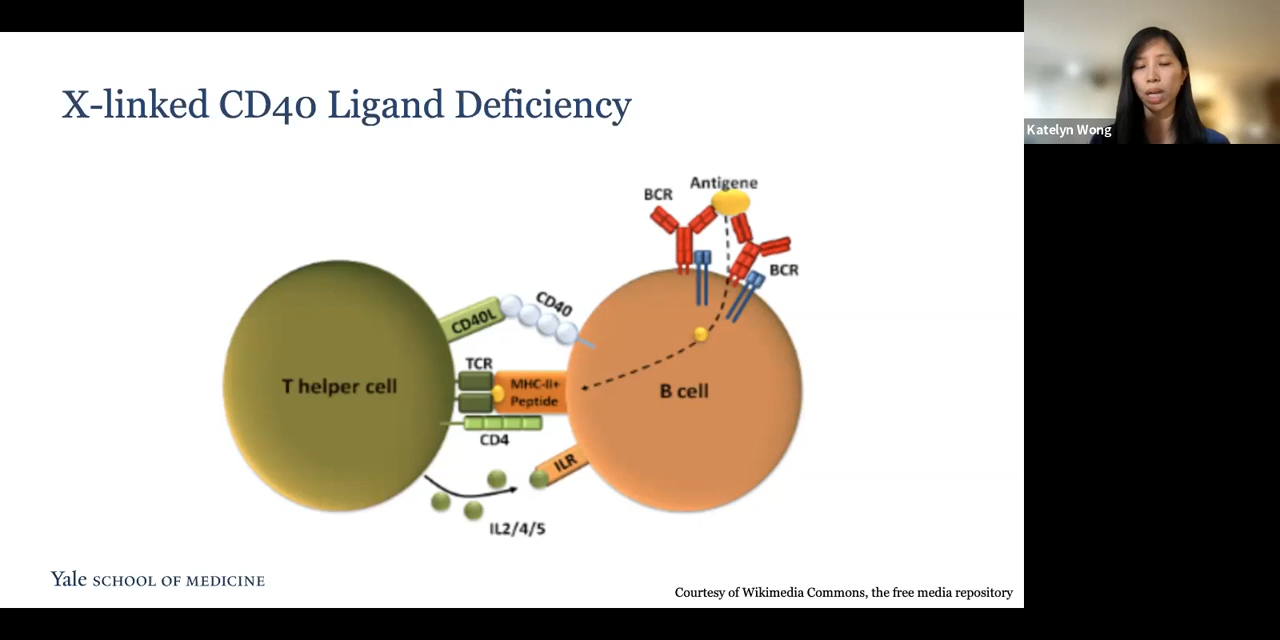 X-linked CD40 Ligand Deficiency
Katelyn Wong
Antigene
BCR
BCR
CD40L
CD40
TCR
MHC-II+
Peptide
T helper cell
B cell
CD4
ILR
IL2/4/5
Yale SCHOOL OF MEDICINE
Courtesy of Wikimedia Commons, the free media repository